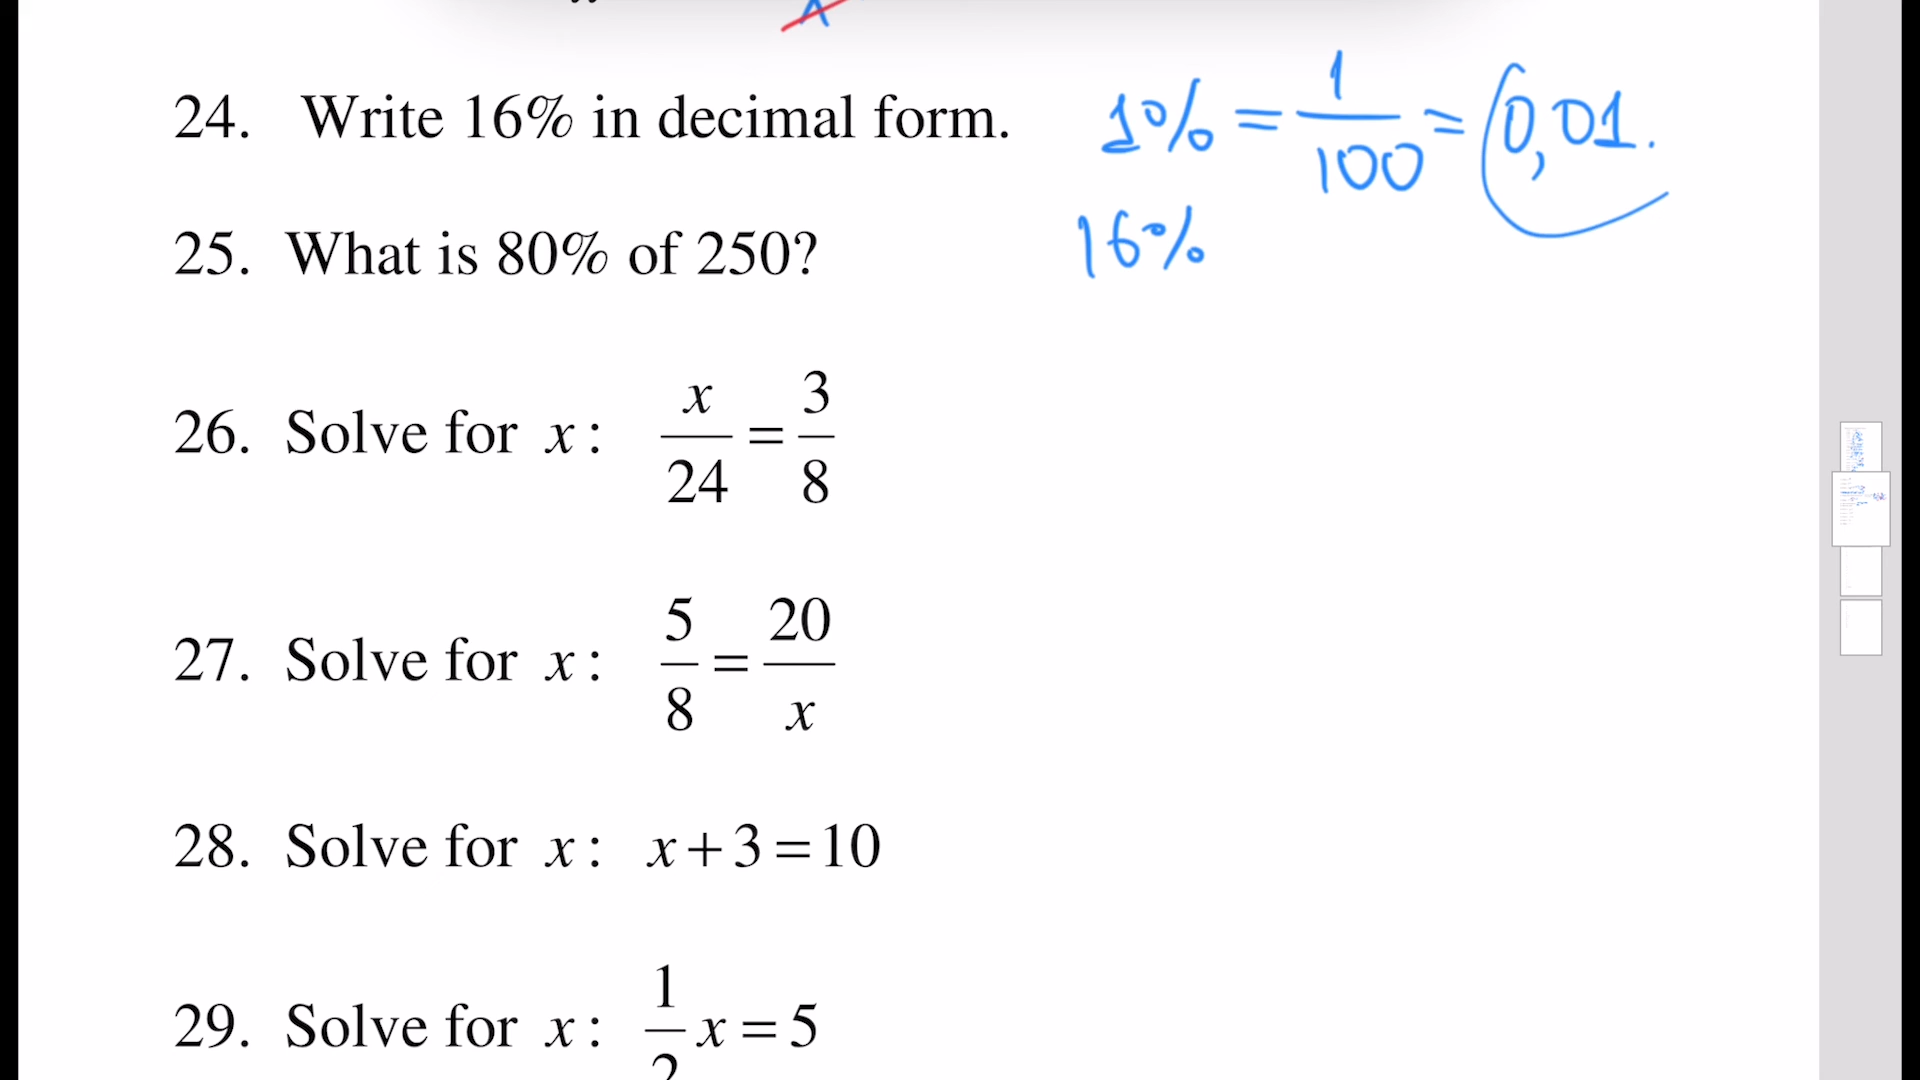 24. Write 16% in decimal form.
1% = 1/100 = 0,01.
16%
25. What is 80% of 250?
26. Solve for x: x/24 = 3/8
27. Solve for x: 5/8 = 20/x
28. Solve for x: x+3=10
29. Solve for x: 1/2 x = 5